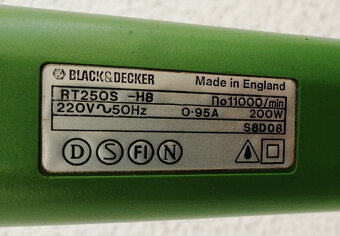 BLACK&DECKER Made in England
RT250S -H8 no11000/min
220V∿50Hz 0·95A 200W
S8D08
D S FI N